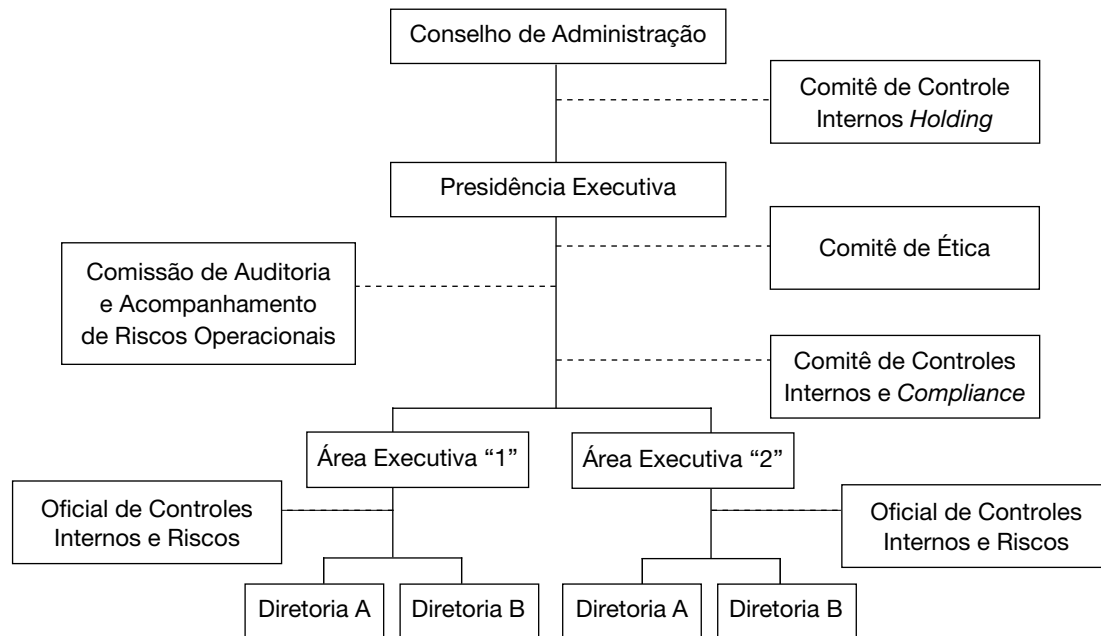 Conselho de Administração
Comitê de Controle
Internos Holding
Presidência Executiva
Comitê de Ética
Comissão de Auditoria
e Acompanhamento
de Riscos Operacionais
Comitê de Controles
Internos e Compliance
Área Executiva “1”
Área Executiva “2”
Oficial de Controles
Internos e Riscos
Oficial de Controles
Internos e Riscos
Diretoria A
Diretoria B
Diretoria A
Diretoria B